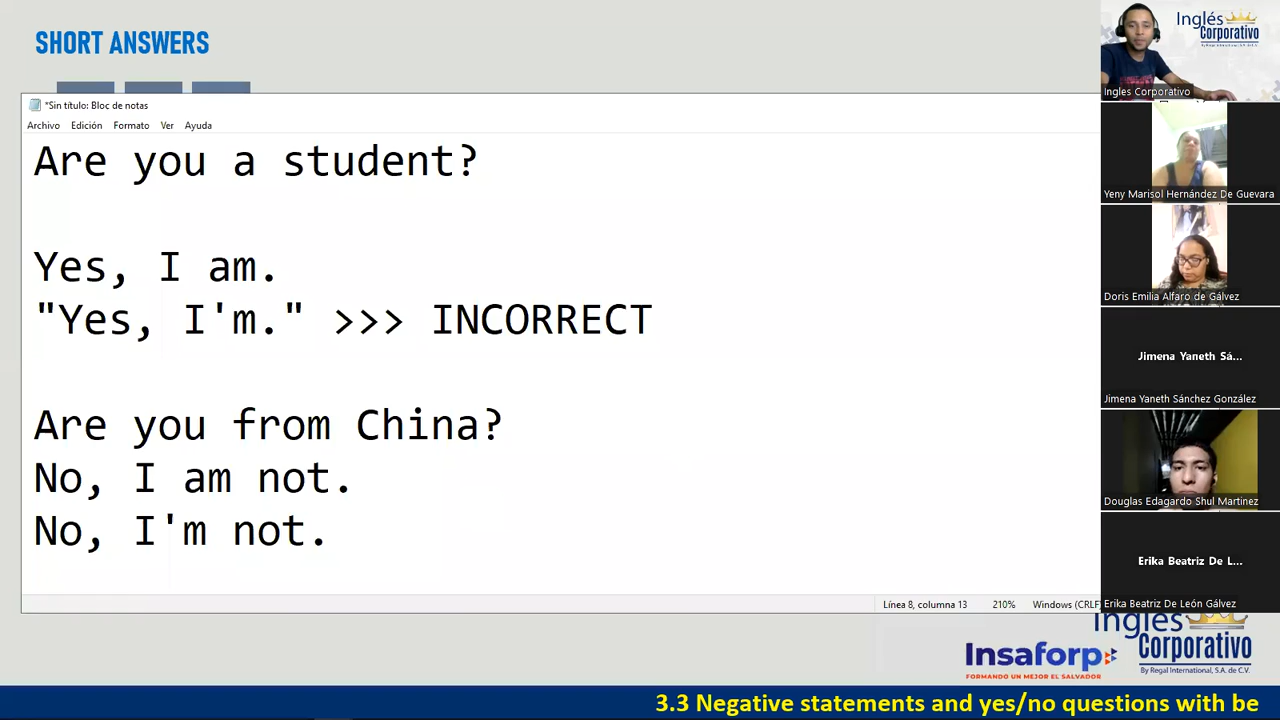 SHORT ANSWERS
*Sin título: Bloc de notas
Archivo Edición Formato Ver Ayuda
Are you a student?
Yes, I am.
"Yes, I'm." >>> INCORRECT
Are you from China?
No, I am not.
No, I'm not.
Línea 8, columna 13 210% Windows (CRLF
Inglés
Corporativo
By Regal International, S.A. de C.V.
Ingles Corporativo
Yeny Marisol Hernández De Guevara
Doris Emilia Alfaro de Gálvez
Jimena Yaneth Sá...
Jimena Yaneth Sánchez González
Douglas Edagardo Shul Martinez
Erika Beatriz De L...
Erika Beatriz De León Gálvez
Insaforp
FORMANDO UN MEJOR EL SALVADOR
Inglés
Corporativo
By Regal International, S.A. de C.V.
3.3 Negative statements and yes/no questions with be